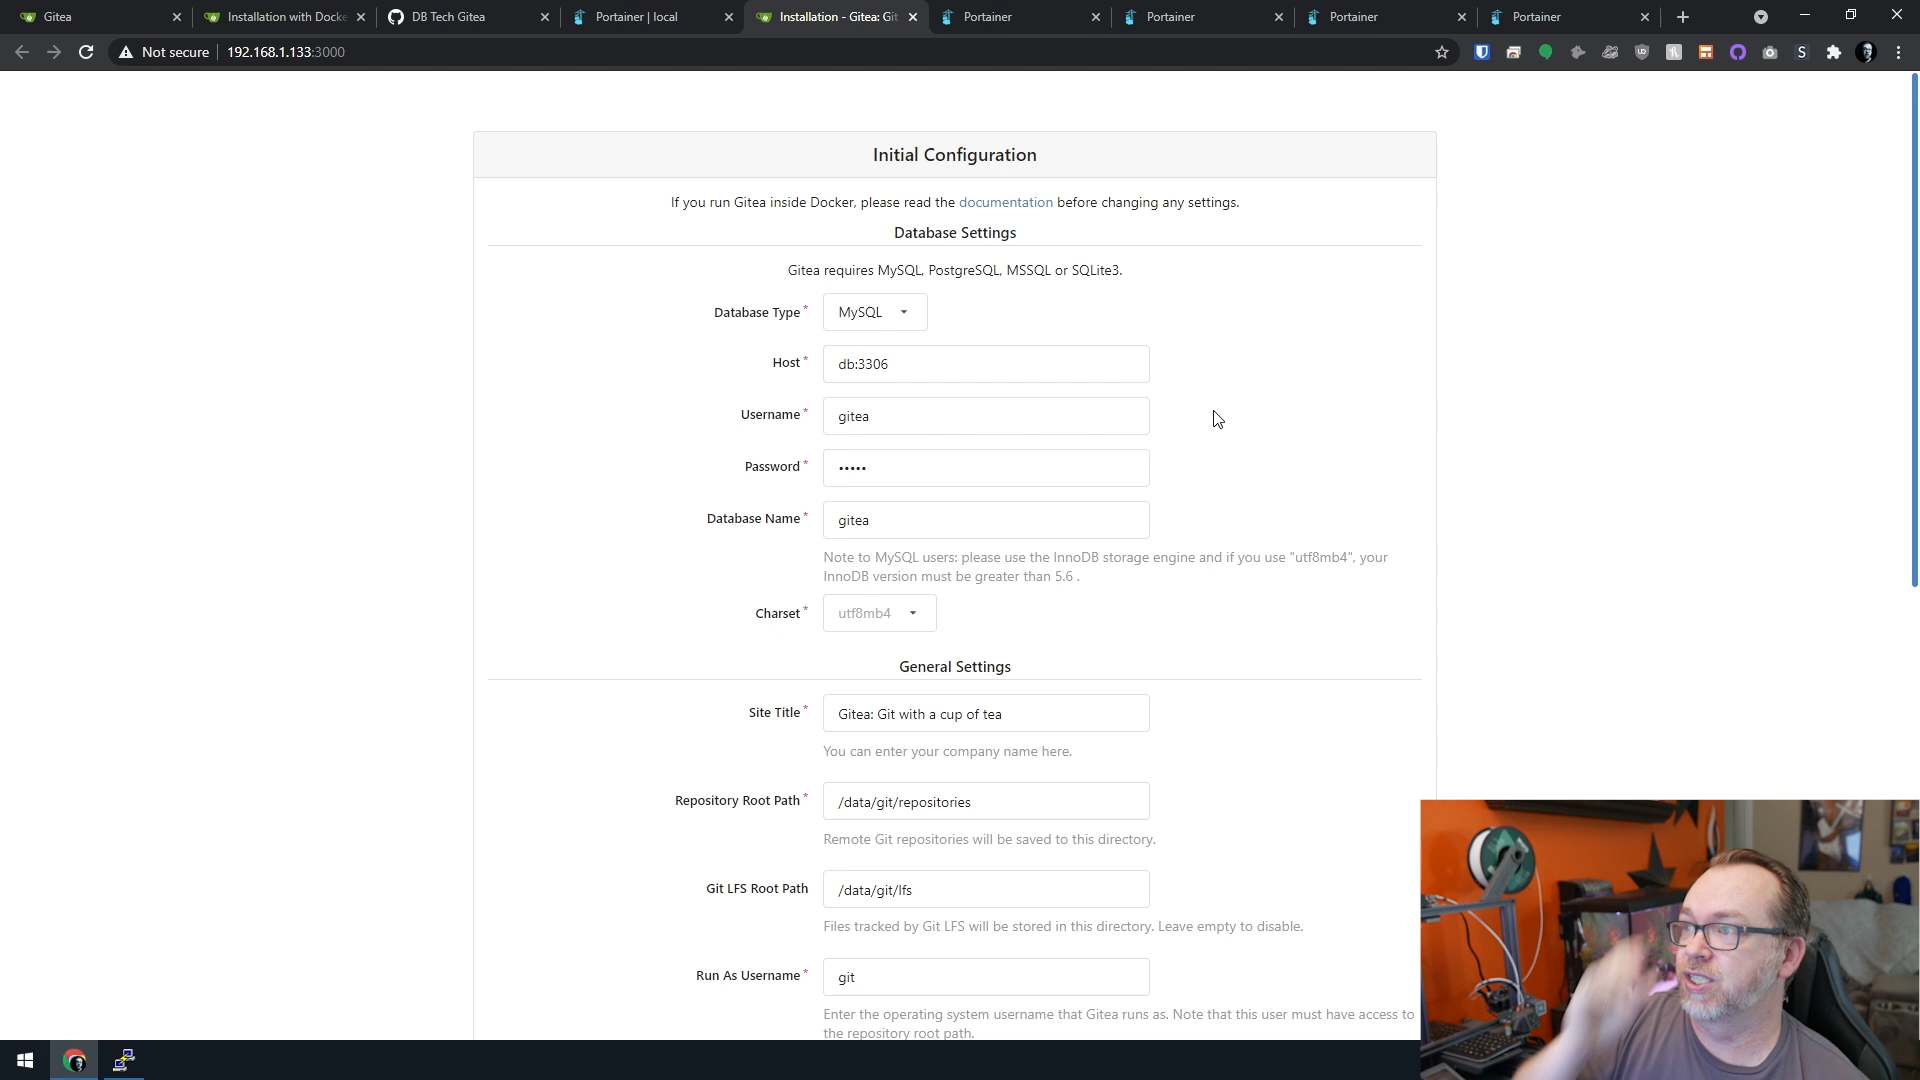 Gitea
Installation with Docke
DB Tech Gitea
Portainer | local
Installation - Gitea: Git
Portainer
Portainer
Portainer
Portainer
Not secure
192.168.1.133:3000
Initial Configuration
If you run Gitea inside Docker, please read the documentation before changing any settings.
Database Settings
Gitea requires MySQL, PostgreSQL, MSSQL or SQLite3.
Database Type *
MySQL
Host *
db:3306
Username *
gitea
Password *
•••••
Database Name *
gitea
Note to MySQL users: please use the InnoDB storage engine and if you use "utf8mb4", your
InnoDB version must be greater than 5.6 .
Charset *
utf8mb4
General Settings
Site Title *
Gitea: Git with a cup of tea
You can enter your company name here.
Repository Root Path *
/data/git/repositories
Remote Git repositories will be saved to this directory.
Git LFS Root Path
/data/git/lfs
Files tracked by Git LFS will be stored in this directory. Leave empty to disable.
Run As Username *
git
Enter the operating system username that Gitea runs as. Note that this user must have access to
the repository root path.